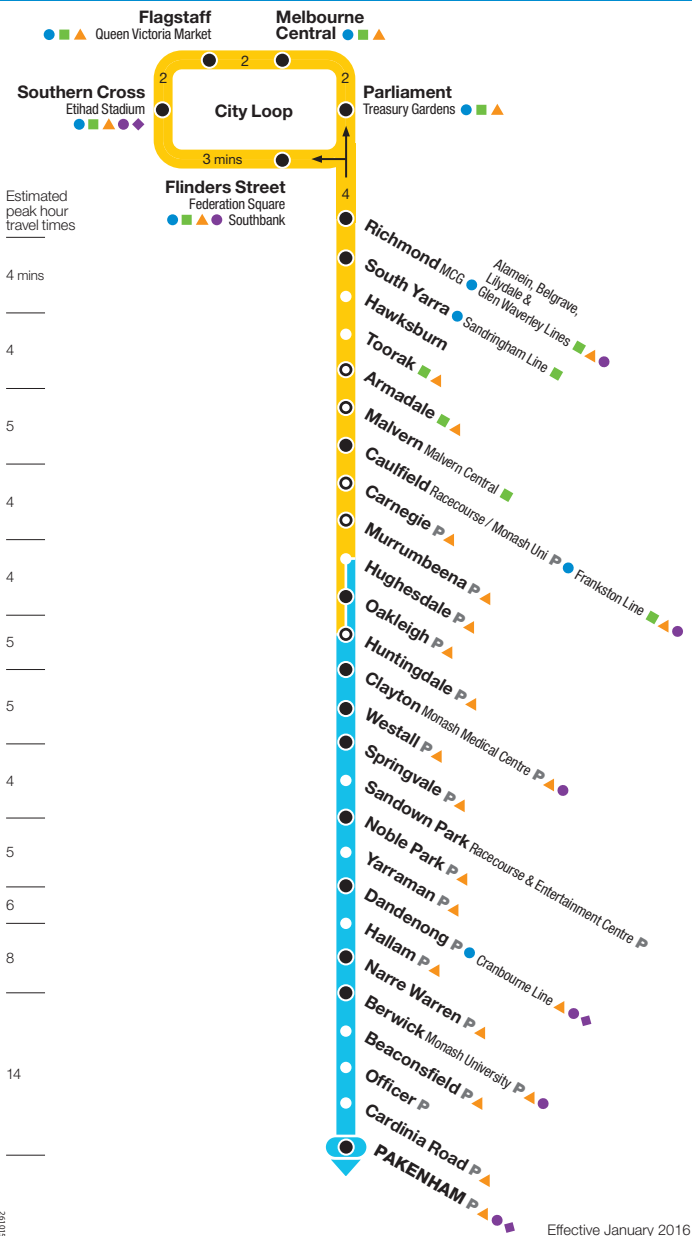 Flagstaff
Queen Victoria Market
Melbourne
Central
2
2
2
Southern Cross
Etihad Stadium
City Loop
Parliament
Treasury Gardens
3 mins
Flinders Street
Federation Square
Southbank
4
Estimated
peak hour
travel times
4 mins
4
5
4
4
5
5
4
5
6
8
14
Richmond MCG Alamein, Belgrave,
Lilydale &
Glen Waverley Lines
South Yarra Sandringham Line
Hawksburn
Toorak
Armadale
Malvern Malvern Central
Caulfield Racecourse / Monash Uni P Frankston Line
Carnegie P
Murrumbeena P
Hughesdale P
Oakleigh P
Huntingdale P
Clayton Monash Medical Centre P
Westall P
Springvale P
Sandown Park Racecourse & Entertainment Centre P
Noble Park P
Yarraman P
Dandenong P Cranbourne Line
Hallam P
Narre Warren P
Berwick Monash University P
Beaconsfield P
Officer P
Cardinia Road P
PAKENHAM P
Effective January 2016